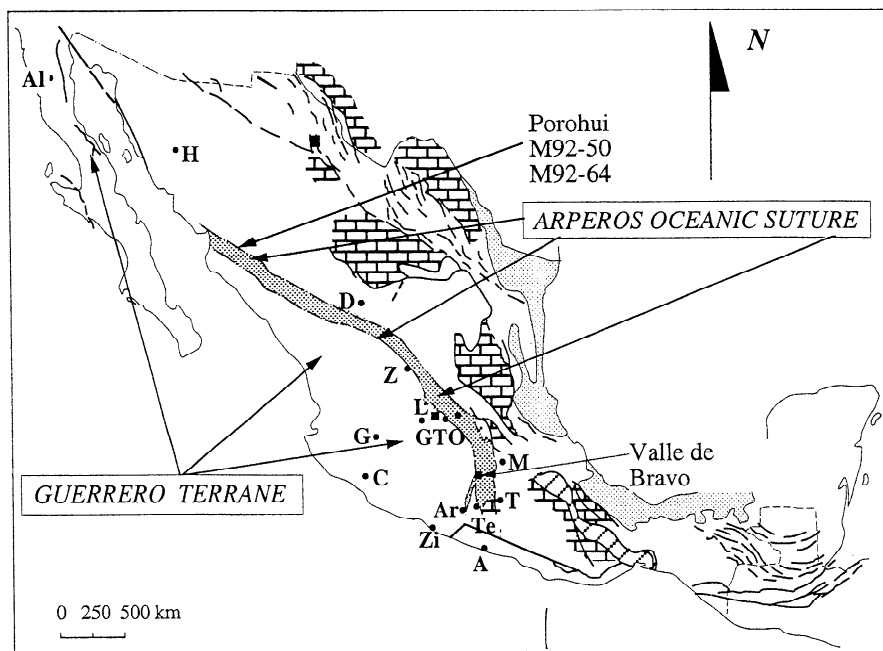 N
Al
H
Porohui
M92-50
M92-64
ARPEROS OCEANIC SUTURE
D
Z
L
GTO
G
M
Valle de
Bravo
GUERRERO TERRANE
C
Ar
T
Te
Zi
A
0 250 500 km